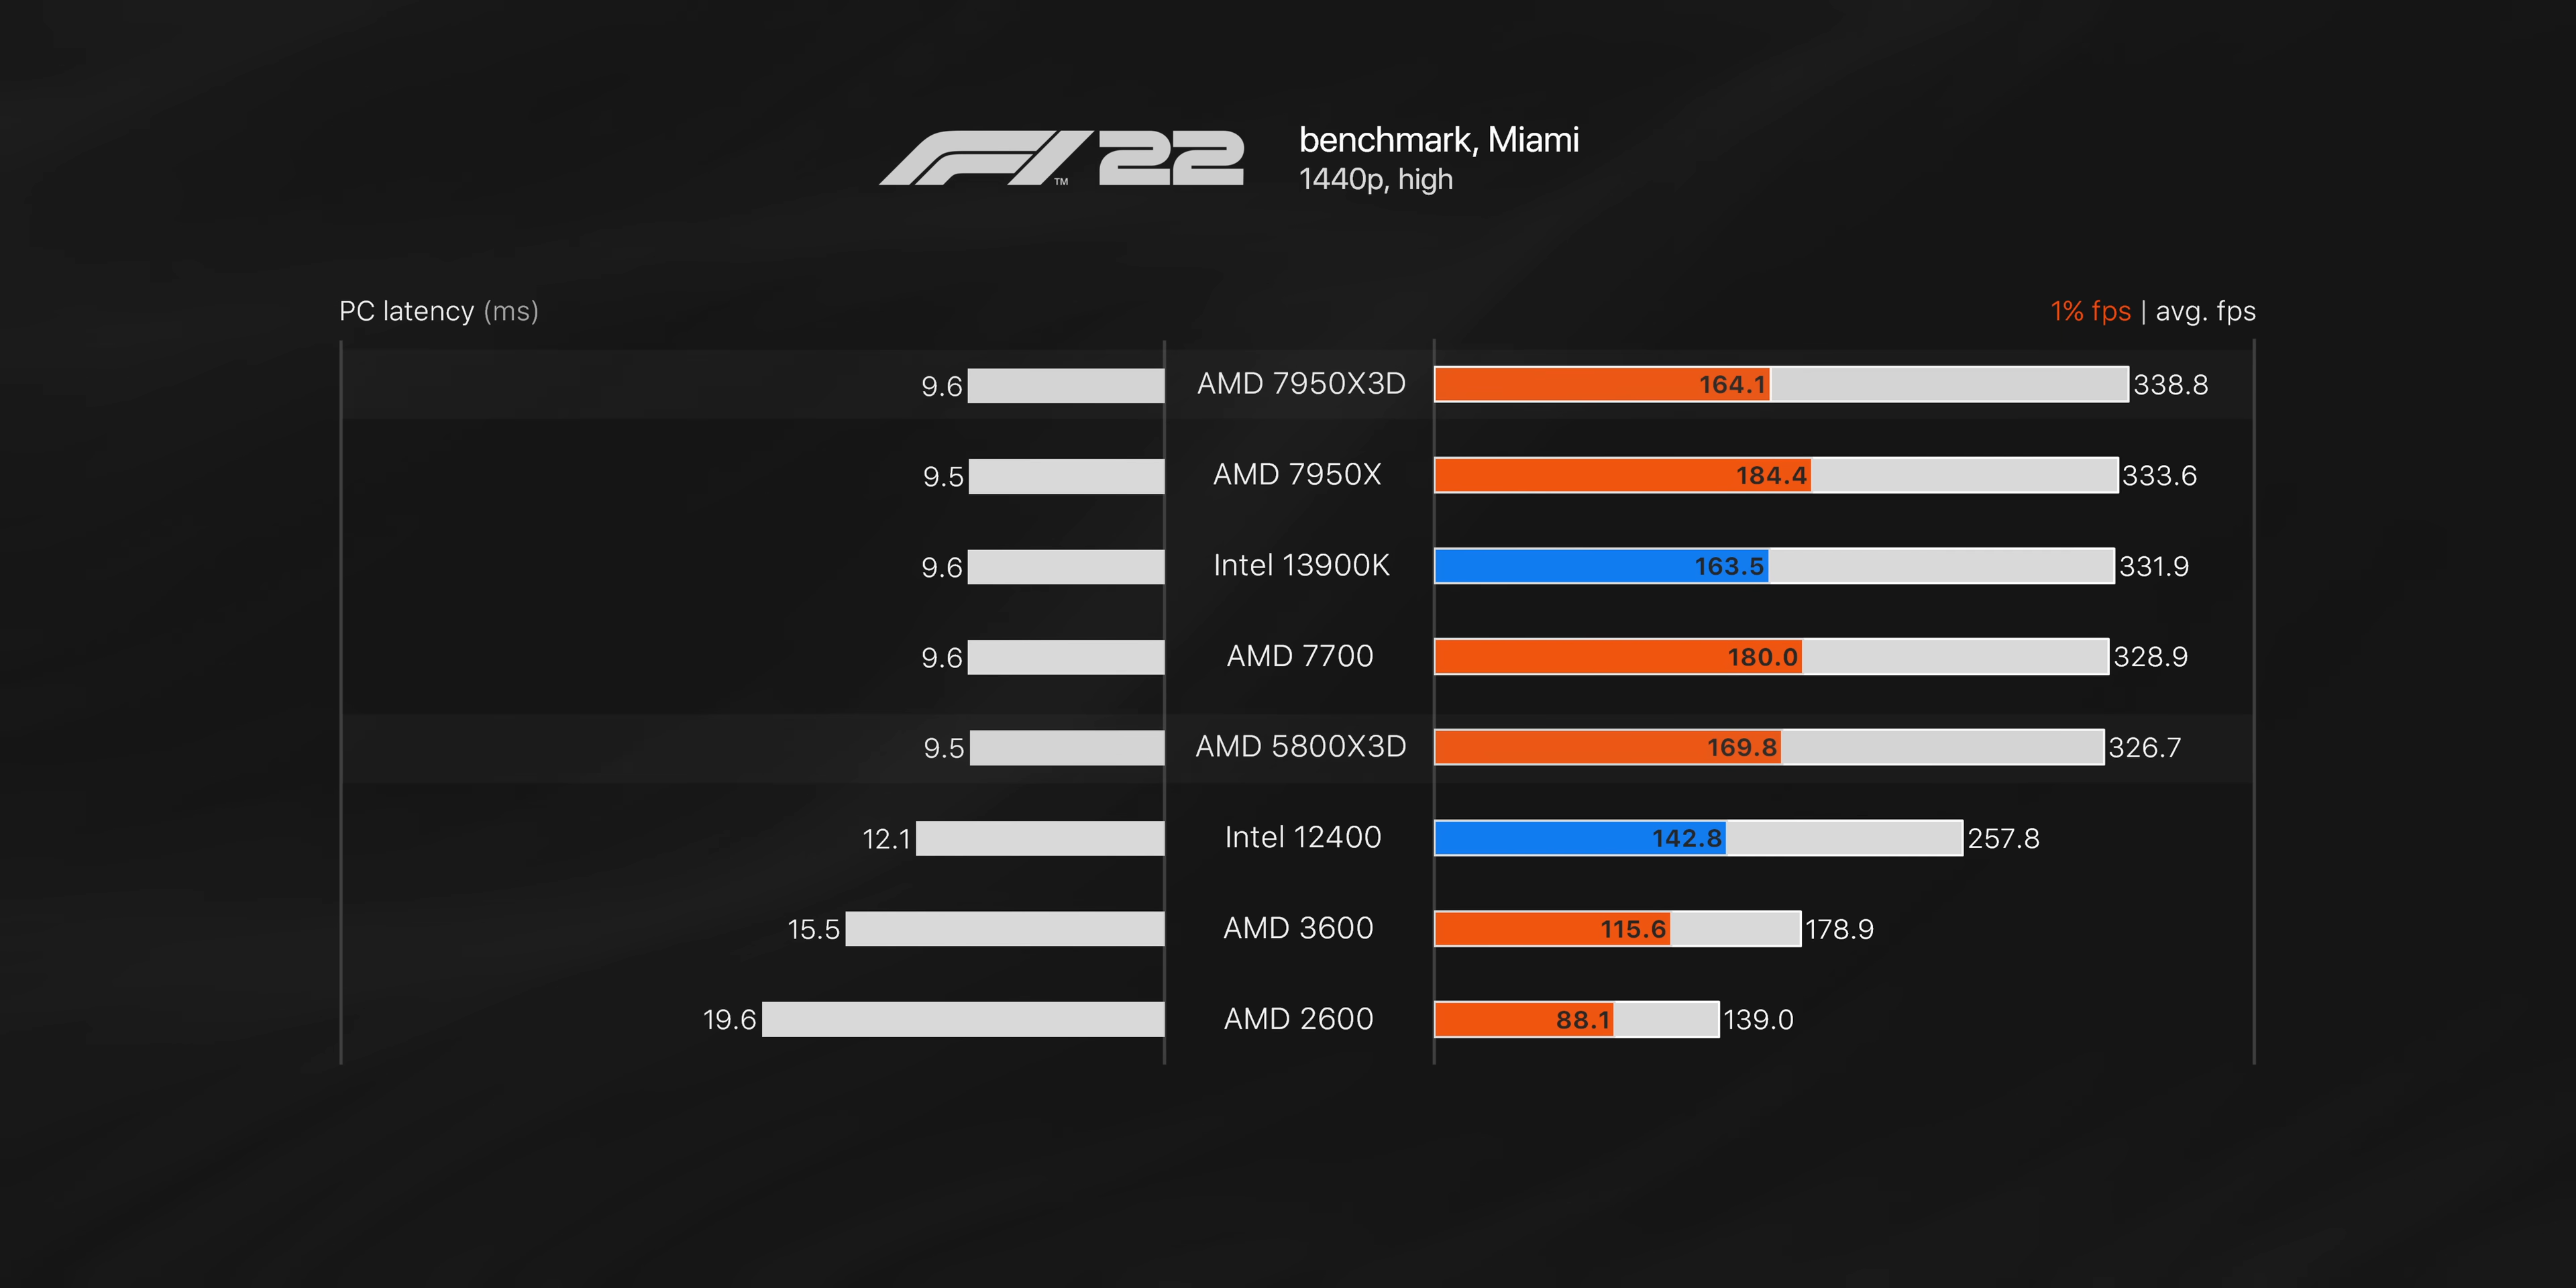 F1 22™
benchmark, Miami
1440p, high
PC latency (ms)
1% fps | avg. fps
9.6 AMD 7950X3D 164.1 338.8
9.5 AMD 7950X 184.4 333.6
9.6 Intel 13900K 163.5 331.9
9.6 AMD 7700 180.0 328.9
9.5 AMD 5800X3D 169.8 326.7
12.1 Intel 12400 142.8 257.8
15.5 AMD 3600 115.6 178.9
19.6 AMD 2600 88.1 139.0